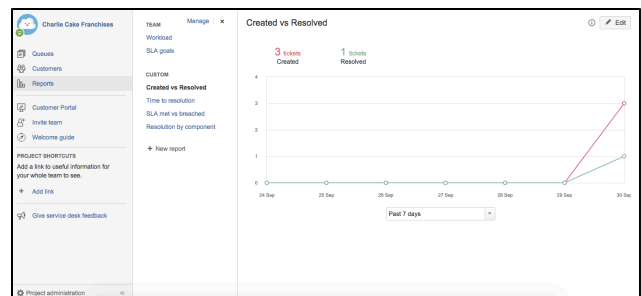 Charlie Cake Franchises
Queues
Customers
Reports
Customer Portal
Invite team
Welcome guide
PROJECT SHORTCUTS
Add a link to useful information for
your whole team to see.
+ Add link
Give service desk feedback
Project administration «
TEAM Manage x
Workload
SLA goals
CUSTOM
Created vs Resolved
Time to resolution
SLA met vs breached
Resolution by component
+ New report
Created vs Resolved
Edit
3 tickets
Created
1 tickets
Resolved
4
3
2
1
0
24 Sep 25 Sep 26 Sep 27 Sep 28 Sep 29 Sep 30 Sep
Past 7 days